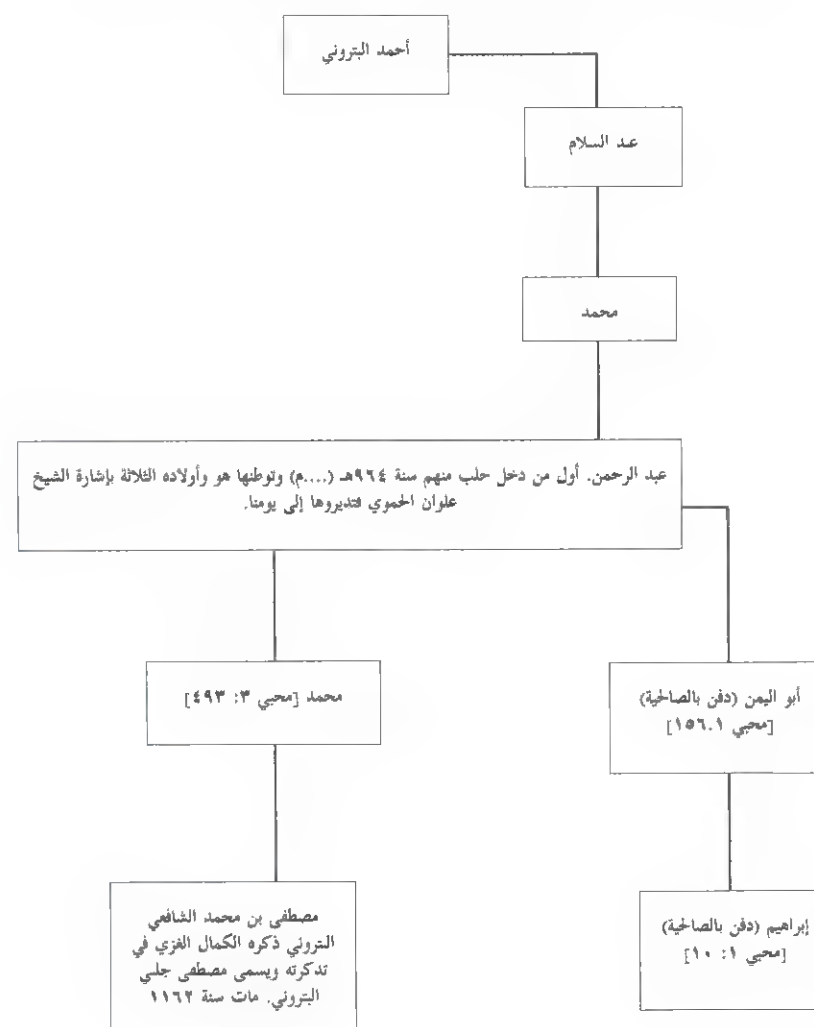 أحمد البتروني
عبد السلام
محمد
عبد الرحمن. أول من دخل حلب منهم سنة ٩٦٤هـ (....م) وتوطنها هو وأولاده الثلاثة بإشارة الشيخ
علوان الحموي فتديروها إلى يومنا.
محمد [محبي ٣: ٤٩٣]
أبو اليمن (دفن بالصالحية)
[محبي ١.١٥٦]
مصطفى بن محمد الشافعي
البتروني ذكره الكمال الغزي في
تذكرته ويسمى مصطفى جلبي
البتروني. مات سنة ١١٦٢
إبراهيم (دفن بالصالحية)
[محبي ١: ١٠]